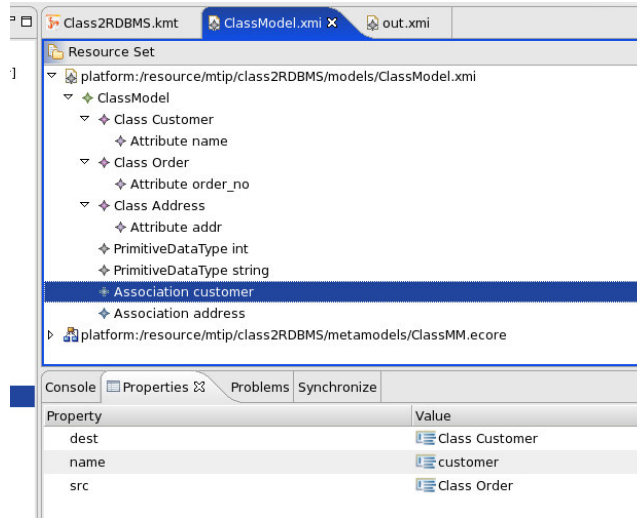 Class2RDBMS.kmt ClassModel.xmi out.xmi
Resource Set
platform:/resource/mtip/class2RDBMS/models/ClassModel.xmi
ClassModel
Class Customer
Attribute name
Class Order
Attribute order_no
Class Address
Attribute addr
PrimitiveDataType int
PrimitiveDataType string
Association customer
Association address
platform:/resource/mtip/class2RDBMS/metamodels/ClassMM.ecore
Console Properties Problems Synchronize
Property Value
dest Class Customer
name customer
src Class Order